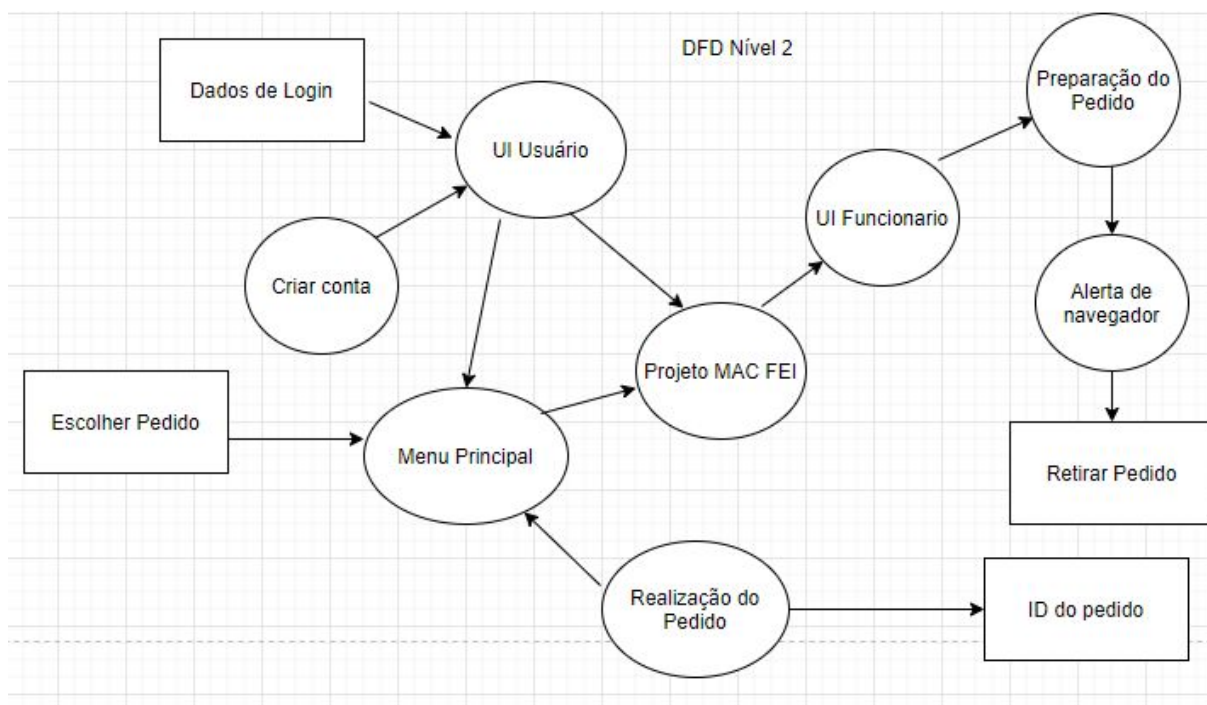 DFD Nível 2
Dados de Login
UI Usuário
Preparação do
Pedido
UI Funcionario
Criar conta
Alerta de
navegador
Projeto MAC FEI
Escolher Pedido
Menu Principal
Retirar Pedido
Realização do
Pedido
ID do pedido